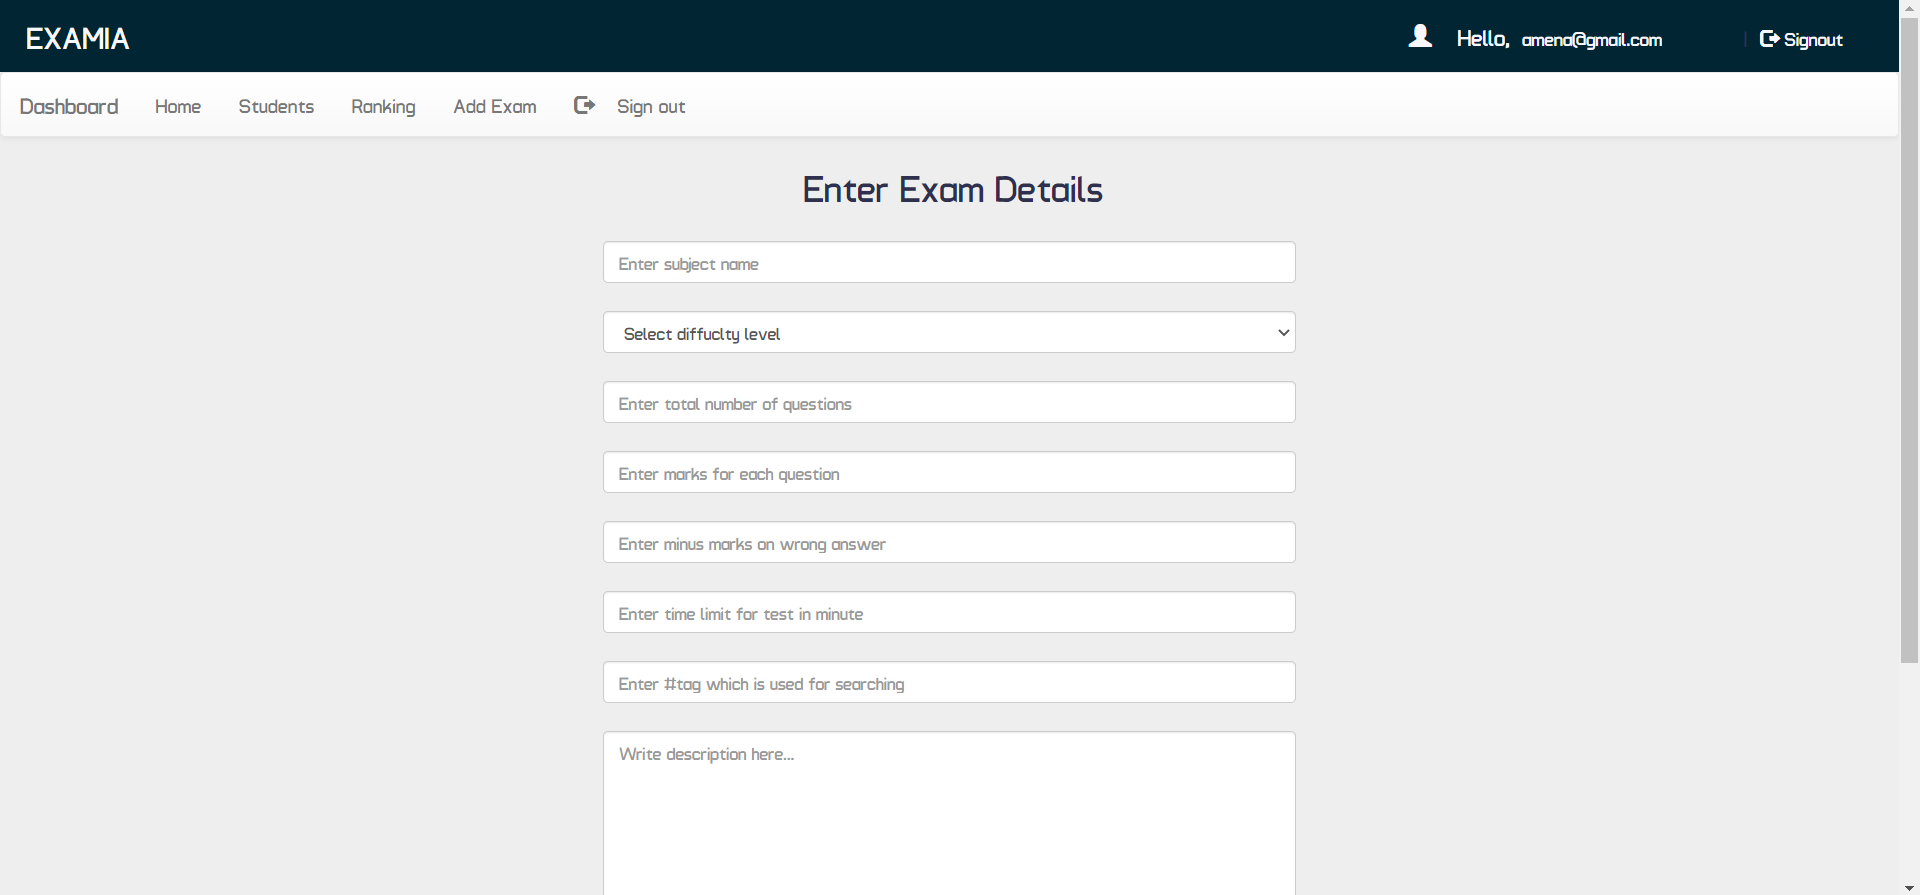 EXAMIA
Hello, amena@gmail.com | Signout
Dashboard Home Students Ranking Add Exam Sign out
Enter Exam Details
Enter subject name
Select diffuclty level
Enter total number of questions
Enter marks for each question
Enter minus marks on wrong answer
Enter time limit for test in minute
Enter #tag which is used for searching
Write description here...